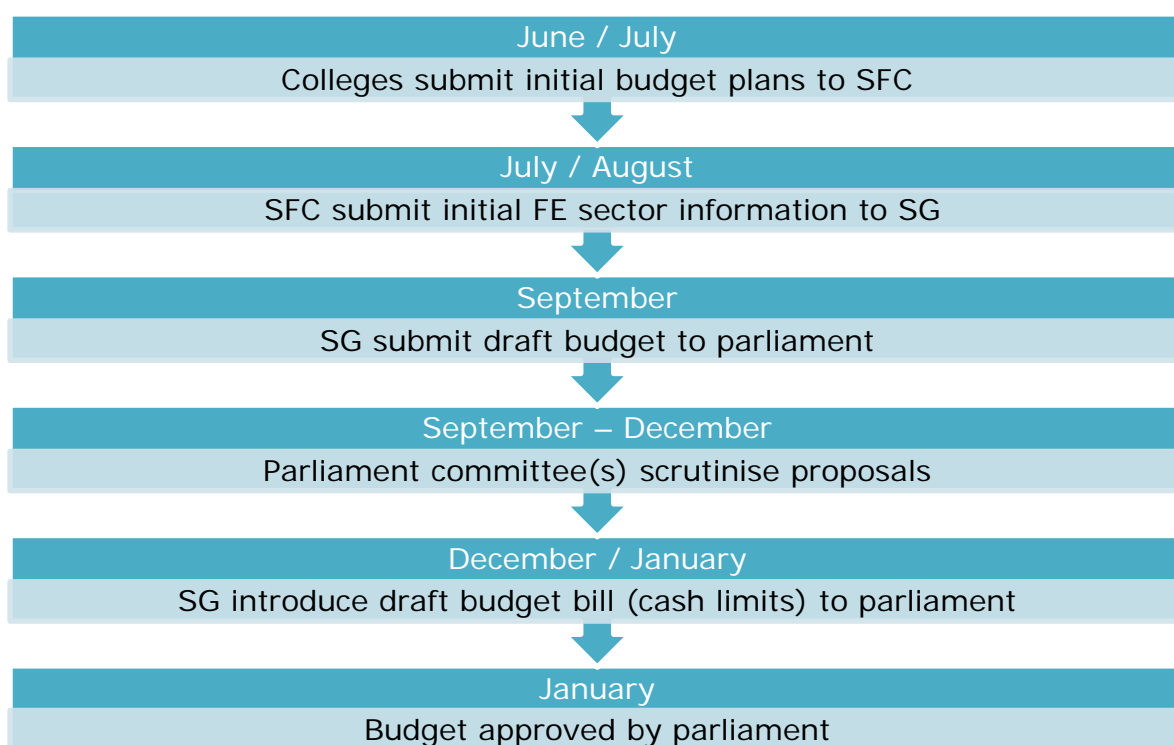 June / July
Colleges submit initial budget plans to SFC
July / August
SFC submit initial FE sector information to SG
September
SG submit draft budget to parliament
September – December
Parliament committee(s) scrutinise proposals
December / January
SG introduce draft budget bill (cash limits) to parliament
January
Budget approved by parliament